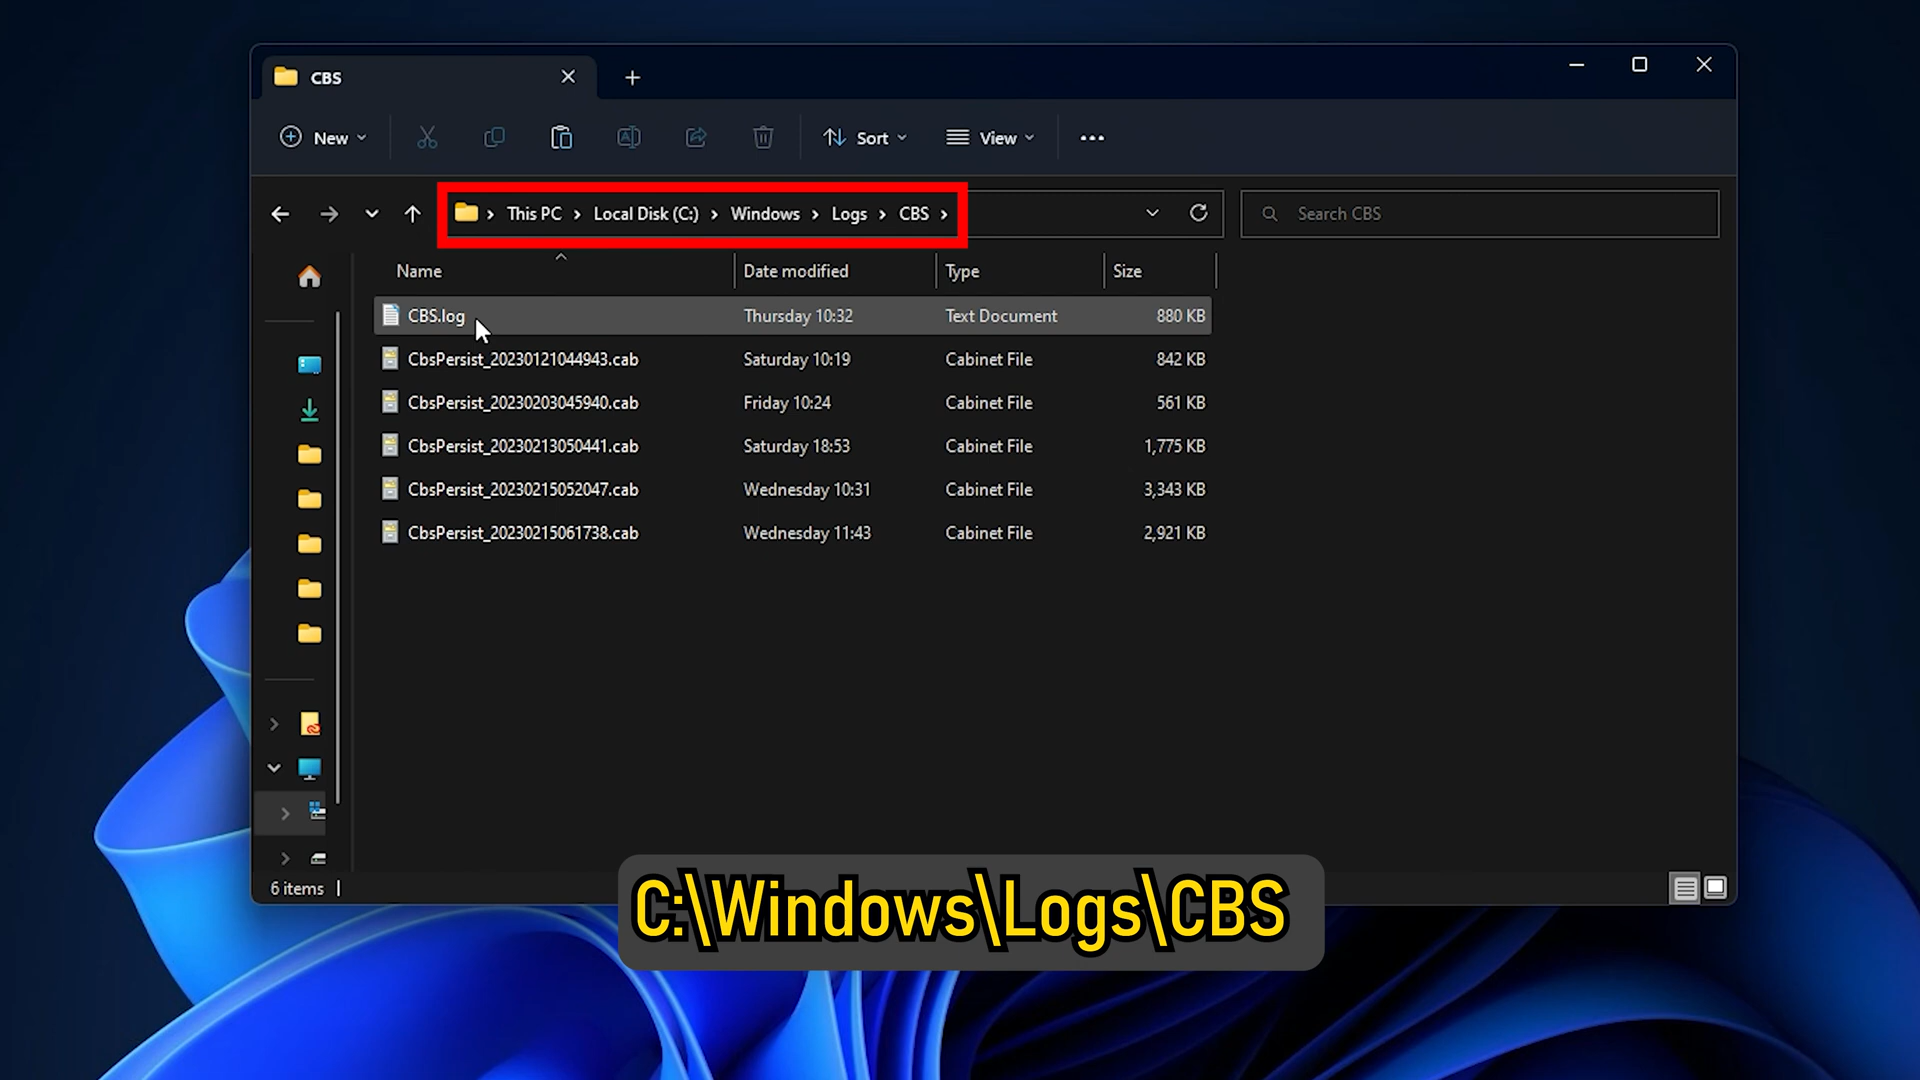 CBS
New
Sort
View
This PC > Local Disk (C:) > Windows > Logs > CBS >
Search CBS
Name Date modified Type Size
CBS.log Thursday 10:32 Text Document 880 KB
CbsPersist_20230121044943.cab Saturday 10:19 Cabinet File 842 KB
CbsPersist_20230203045940.cab Friday 10:24 Cabinet File 561 KB
CbsPersist_20230213050441.cab Saturday 18:53 Cabinet File 1,775 KB
CbsPersist_20230215052047.cab Wednesday 10:31 Cabinet File 3,343 KB
CbsPersist_20230215061738.cab Wednesday 11:43 Cabinet File 2,921 KB
6 items
C:\Windows\Logs\CBS